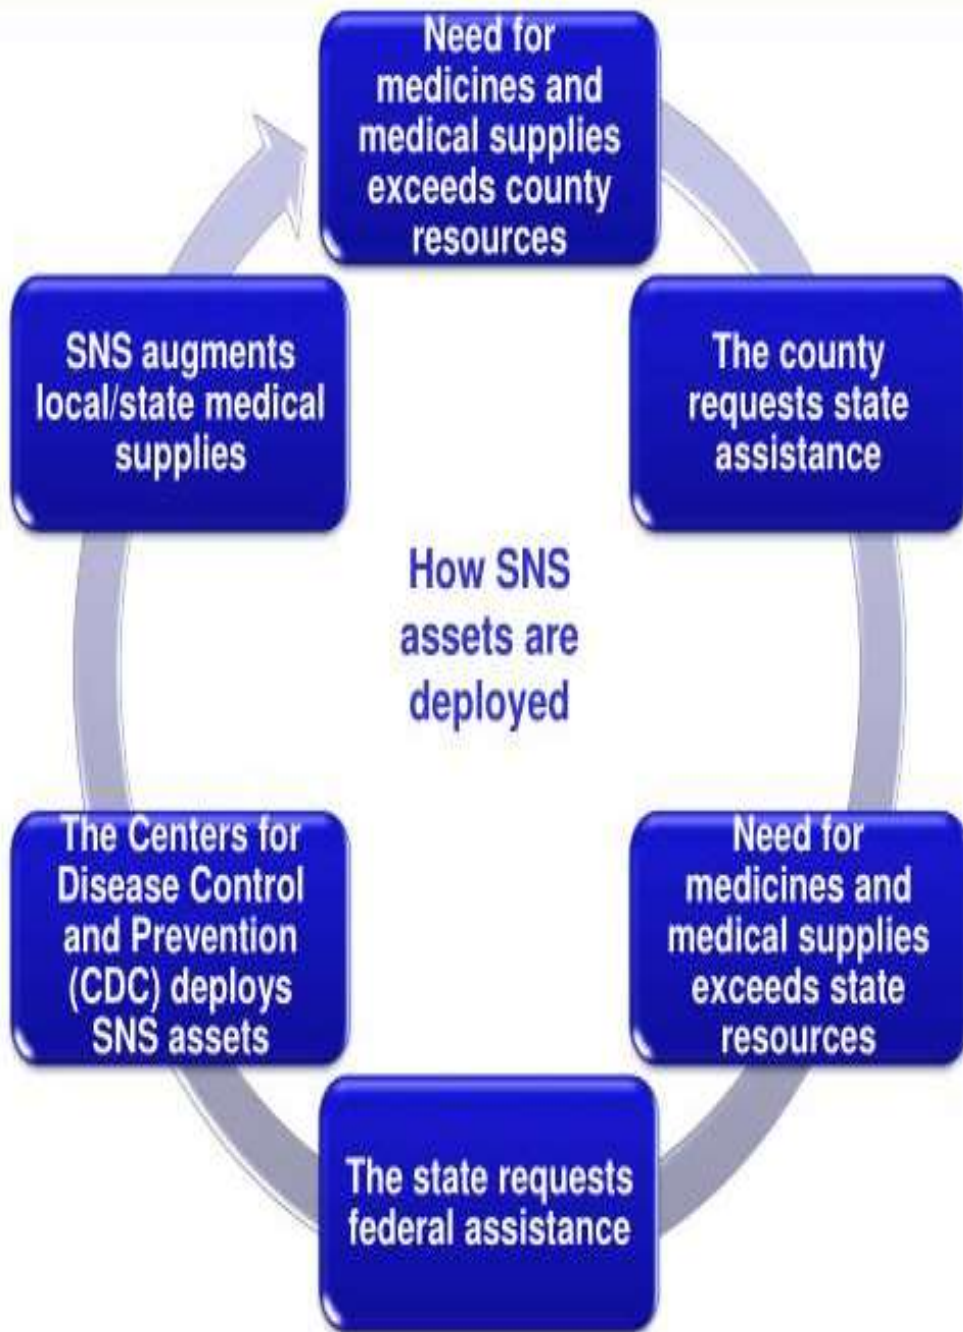 Need for
medicines and
medical supplies
exceeds county
resources
The county
requests state
assistance
Need for
medicines and
medical supplies
exceeds state
resources
The state requests
federal assistance
The Centers for
Disease Control
and Prevention
(CDC) deploys
SNS assets
SNS augments
local/state medical
supplies
How SNS
assets are
deployed